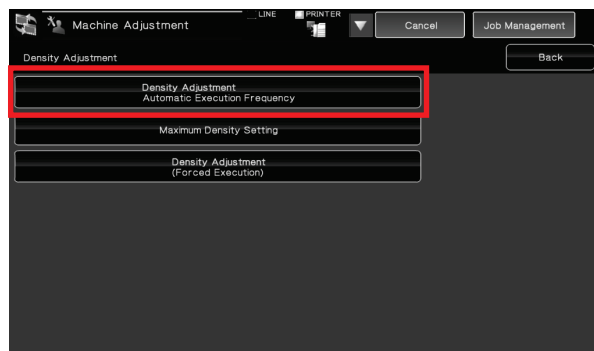 Machine Adjustment
LINE
PRINTER
Cancel
Job Management
Density Adjustment
Back
Density Adjustment
Automatic Execution Frequency
Maximum Density Setting
Density Adjustment
(Forced Execution)